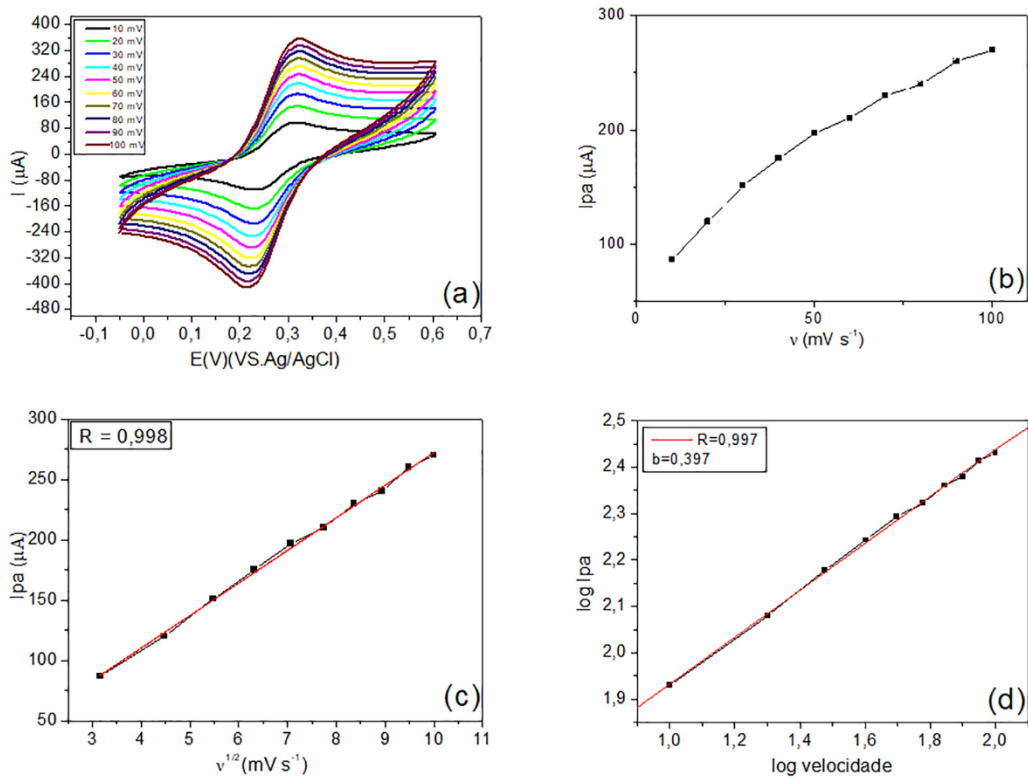 400
320
240
160
80
0
-80
-160
-240
-320
-400
-480
I (µA)
10 mV
20 mV
30 mV
40 mV
50 mV
60 mV
70 mV
80 mV
90 mV
100 mV
(a)
-0,1 0,0 0,1 0,2 0,3 0,4 0,5 0,6 0,7
E(V)(VS.Ag/AgCl)
300
200
100
Ipa (µA)
(b)
0 50 100
ν (mV s⁻¹)
300
250
200
150
100
50
Ipa (µA)
R = 0,998
(c)
3 4 5 6 7 8 9 10 11
ν^1/2 (mV s⁻¹)
2,5
2,4
2,3
2,2
2,1
2,0
1,9
log Ipa
R=0,997
b=0,397
(d)
1,0 1,2 1,4 1,6 1,8 2,0
log velocidade